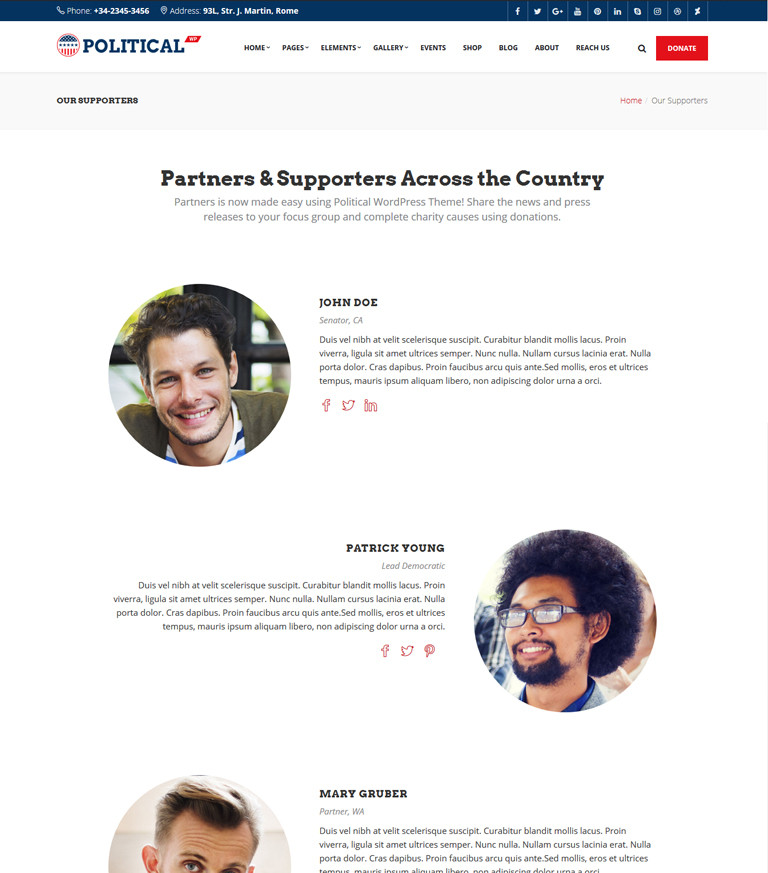 Phone: +34-2345-3456 Address: 93L, Str. J. Martin, Rome
POLITICAL WP
HOME PAGES ELEMENTS GALLERY EVENTS SHOP BLOG ABOUT REACH US DONATE
OUR SUPPORTERS
Home / Our Supporters
Partners & Supporters Across the Country
Partners is now made easy using Political WordPress Theme! Share the news and press
releases to your focus group and complete charity causes using donations.
JOHN DOE
Senator, CA
Duis vel nibh at velit scelerisque suscipit. Curabitur blandit mollis lacus. Proin
viverra, ligula sit amet ultrices semper. Nunc nulla. Nullam cursus lacinia erat. Nulla
porta dolor. Cras dapibus. Proin faucibus arcu quis ante.Sed mollis, eros et ultrices
tempus, mauris ipsum aliquam libero, non adipiscing dolor urna a orci.
PATRICK YOUNG
Lead Democratic
Duis vel nibh at velit scelerisque suscipit. Curabitur blandit mollis lacus. Proin
viverra, ligula sit amet ultrices semper. Nunc nulla. Nullam cursus lacinia erat. Nulla
porta dolor. Cras dapibus. Proin faucibus arcu quis ante.Sed mollis, eros et ultrices
tempus, mauris ipsum aliquam libero, non adipiscing dolor urna a orci.
MARY GRUBER
Partner, WA
Duis vel nibh at velit scelerisque suscipit. Curabitur blandit mollis lacus. Proin
viverra, ligula sit amet ultrices semper. Nunc nulla. Nullam cursus lacinia erat. Nulla
porta dolor. Cras dapibus. Proin faucibus arcu quis ante.Sed mollis, eros et ultrices
tempus, mauris ipsum aliquam libero, non adipiscing dolor urna a orci.